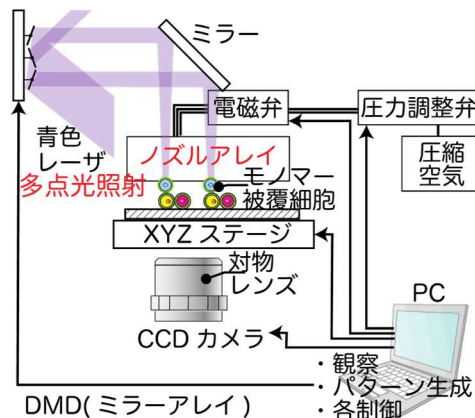 ミラー
電磁弁
圧力調整弁
青色
レーザ
ノズルアレイ
圧縮
空気
多点光照射
モノマー
被覆細胞
XYZ ステージ
対物
レンズ
PC
CCD カメラ
・観察
・パターン生成
・各制御
DMD( ミラーアレイ )